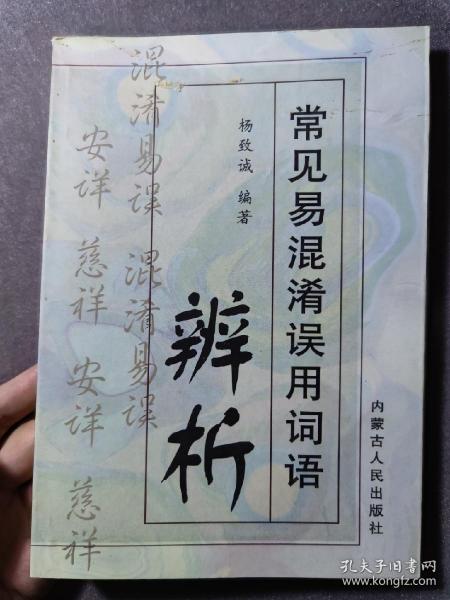 常见易混淆误用词语
辨析
杨致诚 编著
内蒙古人民出版社
混淆易误 混淆易误
安详 慈祥 安详 慈祥
孔夫子旧书网
www.kongfz.com